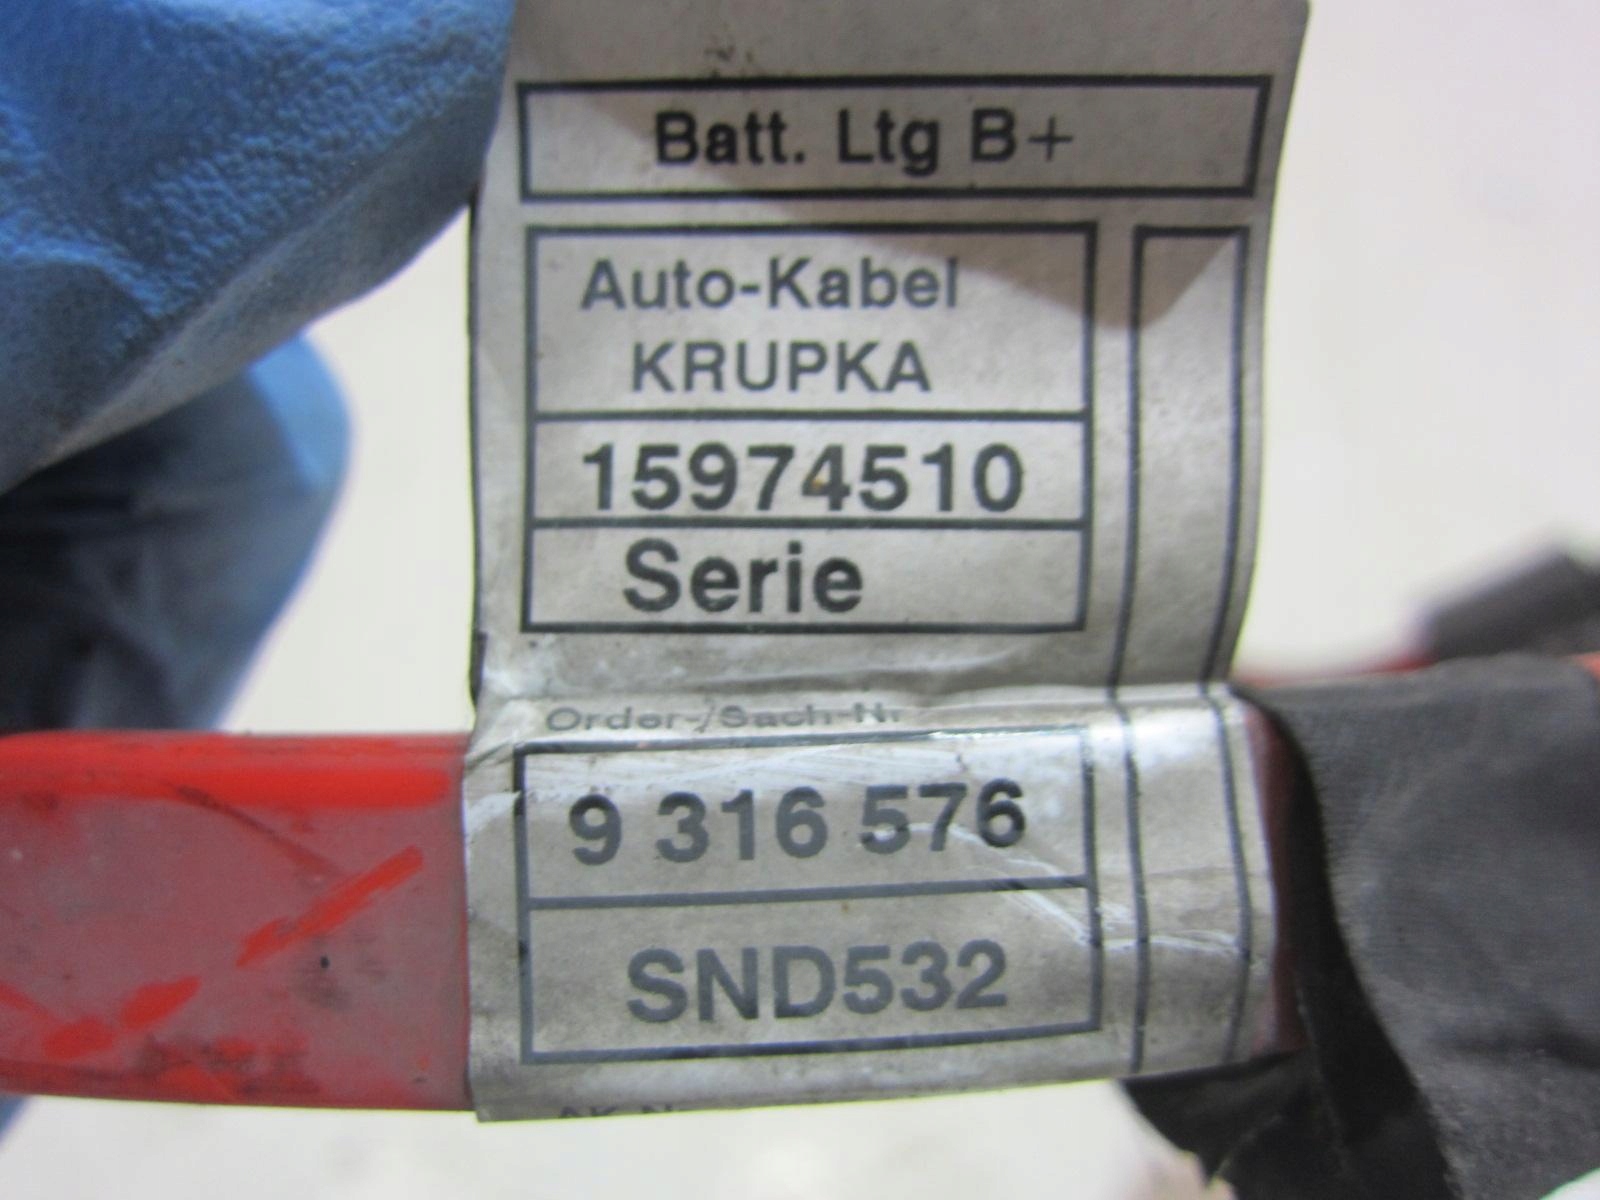 Batt. Ltg B+
Auto-Kabel
KRUPKA
15974510
Serie
Order-/Sach-Nr
9 316 576
SND532